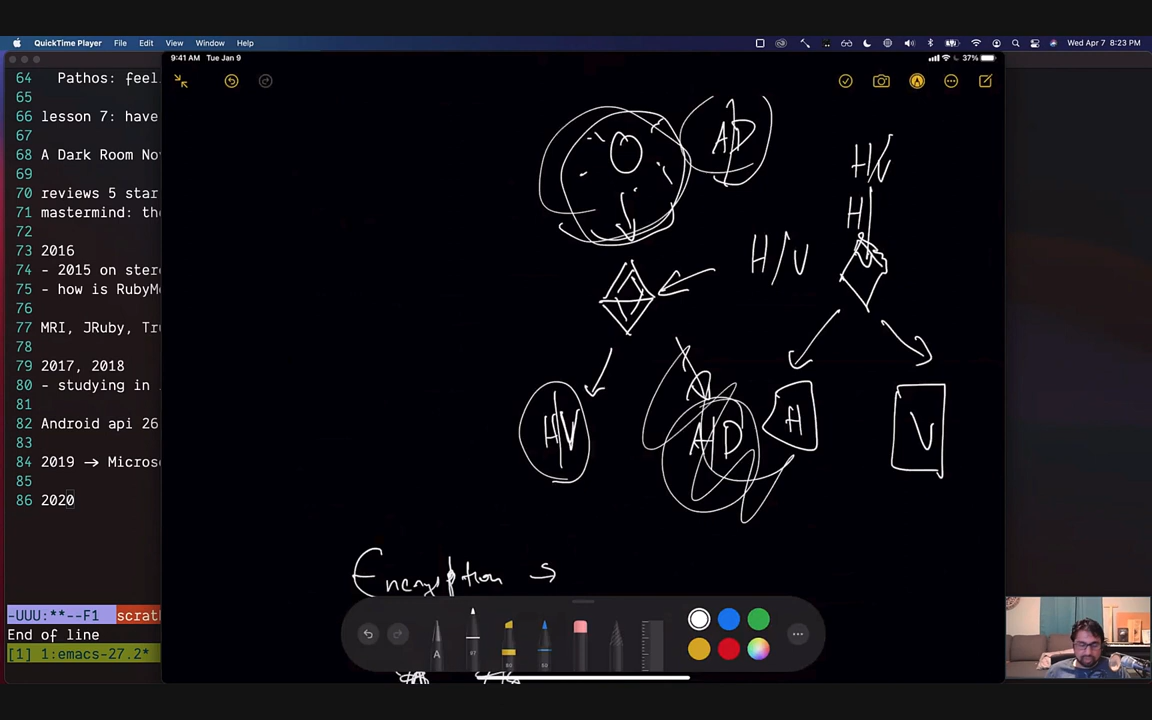 QuickTime Player File Edit View Window Help
Wed Apr 7 8:23 PM
9:41 AM Tue Jan 9
37%
64 Pathos: feel
65
66 lesson 7: have
67
68 A Dark Room No
69
70 reviews 5 star
71 mastermind: th
72
73 2016
74 - 2015 on ster
75 - how is RubyM
76
77 MRI, JRuby, Tr
78
79 2017, 2018
80 - studying in
81
82 Android api 26
83
84 2019 → Micros
85
86 2020
-UUU:**--F1 scrat
End of line
[1] 1:emacs-27.2*
A/D
H/V
H
H/V
H/V
A/D
H
V
Encryption
A